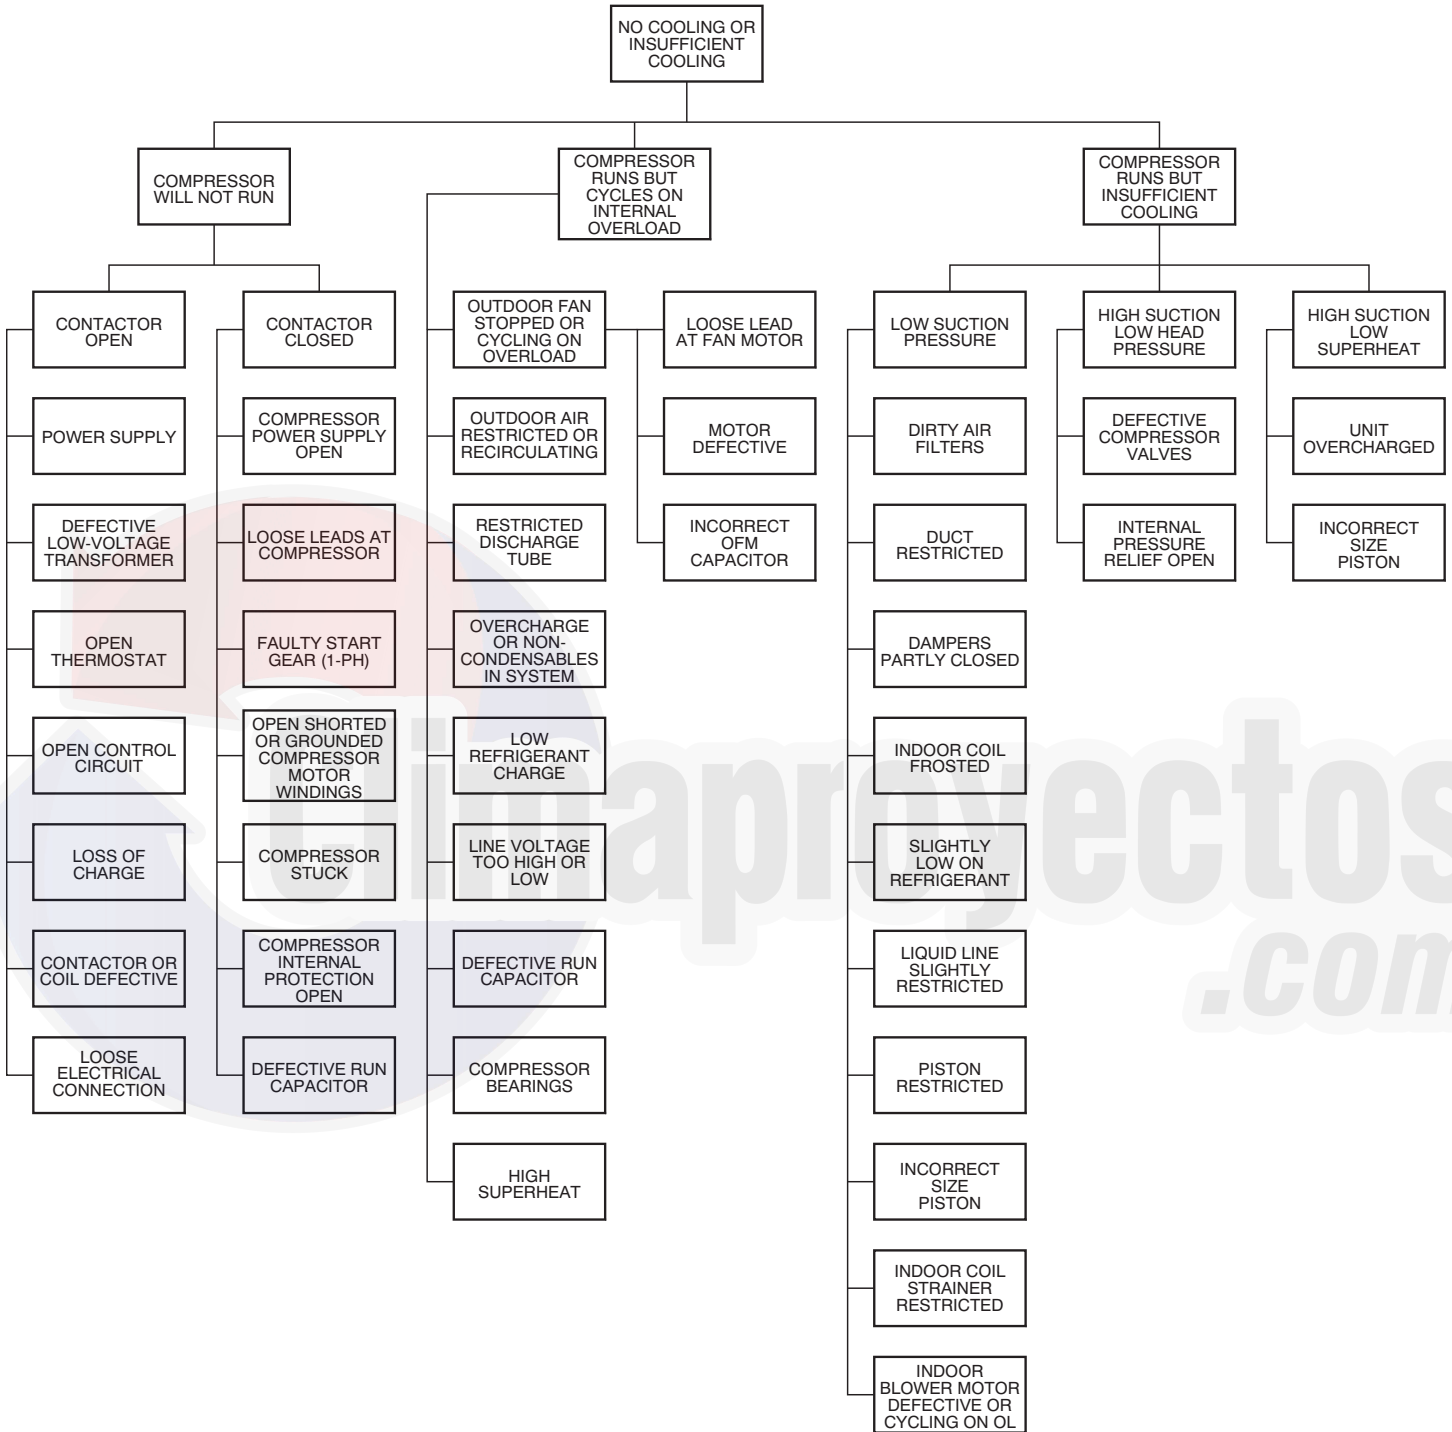 NO COOLING OR
INSUFFICIENT
COOLING
COMPRESSOR
WILL NOT RUN
COMPRESSOR
RUNS BUT
CYCLES ON
INTERNAL
OVERLOAD
COMPRESSOR
RUNS BUT
INSUFFICIENT
COOLING
CONTACTOR
OPEN
POWER SUPPLY
DEFECTIVE
LOW-VOLTAGE
TRANSFORMER
OPEN
THERMOSTAT
OPEN CONTROL
CIRCUIT
LOSS OF
CHARGE
CONTACTOR OR
COIL DEFECTIVE
LOOSE
ELECTRICAL
CONNECTION
CONTACTOR
CLOSED
COMPRESSOR
POWER SUPPLY
OPEN
LOOSE LEADS AT
COMPRESSOR
FAULTY START
GEAR (1-PH)
OPEN SHORTED
OR GROUNDED
COMPRESSOR
MOTOR
WINDINGS
COMPRESSOR
STUCK
COMPRESSOR
INTERNAL
PROTECTION
OPEN
DEFECTIVE RUN
CAPACITOR
OUTDOOR FAN
STOPPED OR
CYCLING ON
OVERLOAD
OUTDOOR AIR
RESTRICTED OR
RECIRCULATING
RESTRICTED
DISCHARGE
TUBE
OVERCHARGE
OR NON-
CONDENSABLES
IN SYSTEM
LOW
REFRIGERANT
CHARGE
LINE VOLTAGE
TOO HIGH OR
LOW
DEFECTIVE RUN
CAPACITOR
COMPRESSOR
BEARINGS
HIGH
SUPERHEAT
LOOSE LEAD
AT FAN MOTOR
MOTOR
DEFECTIVE
INCORRECT
OFM
CAPACITOR
LOW SUCTION
PRESSURE
DIRTY AIR
FILTERS
DUCT
RESTRICTED
DAMPERS
PARTLY CLOSED
INDOOR COIL
FROSTED
SLIGHTLY
LOW ON
REFRIGERANT
LIQUID LINE
SLIGHTLY
RESTRICTED
PISTON
RESTRICTED
INCORRECT
SIZE
PISTON
INDOOR COIL
STRAINER
RESTRICTED
INDOOR
BLOWER MOTOR
DEFECTIVE OR
CYCLING ON OL
HIGH SUCTION
LOW HEAD
PRESSURE
DEFECTIVE
COMPRESSOR
VALVES
INTERNAL
PRESSURE
RELIEF OPEN
HIGH SUCTION
LOW
SUPERHEAT
UNIT
OVERCHARGED
INCORRECT
SIZE
PISTON
Climaproyectos
.com